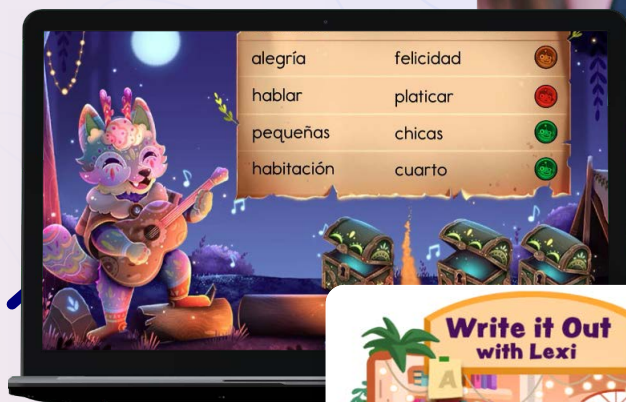 alegría felicidad
hablar platicar
pequeñas chicas
habitación cuarto
Write it Out
with Lexi
A